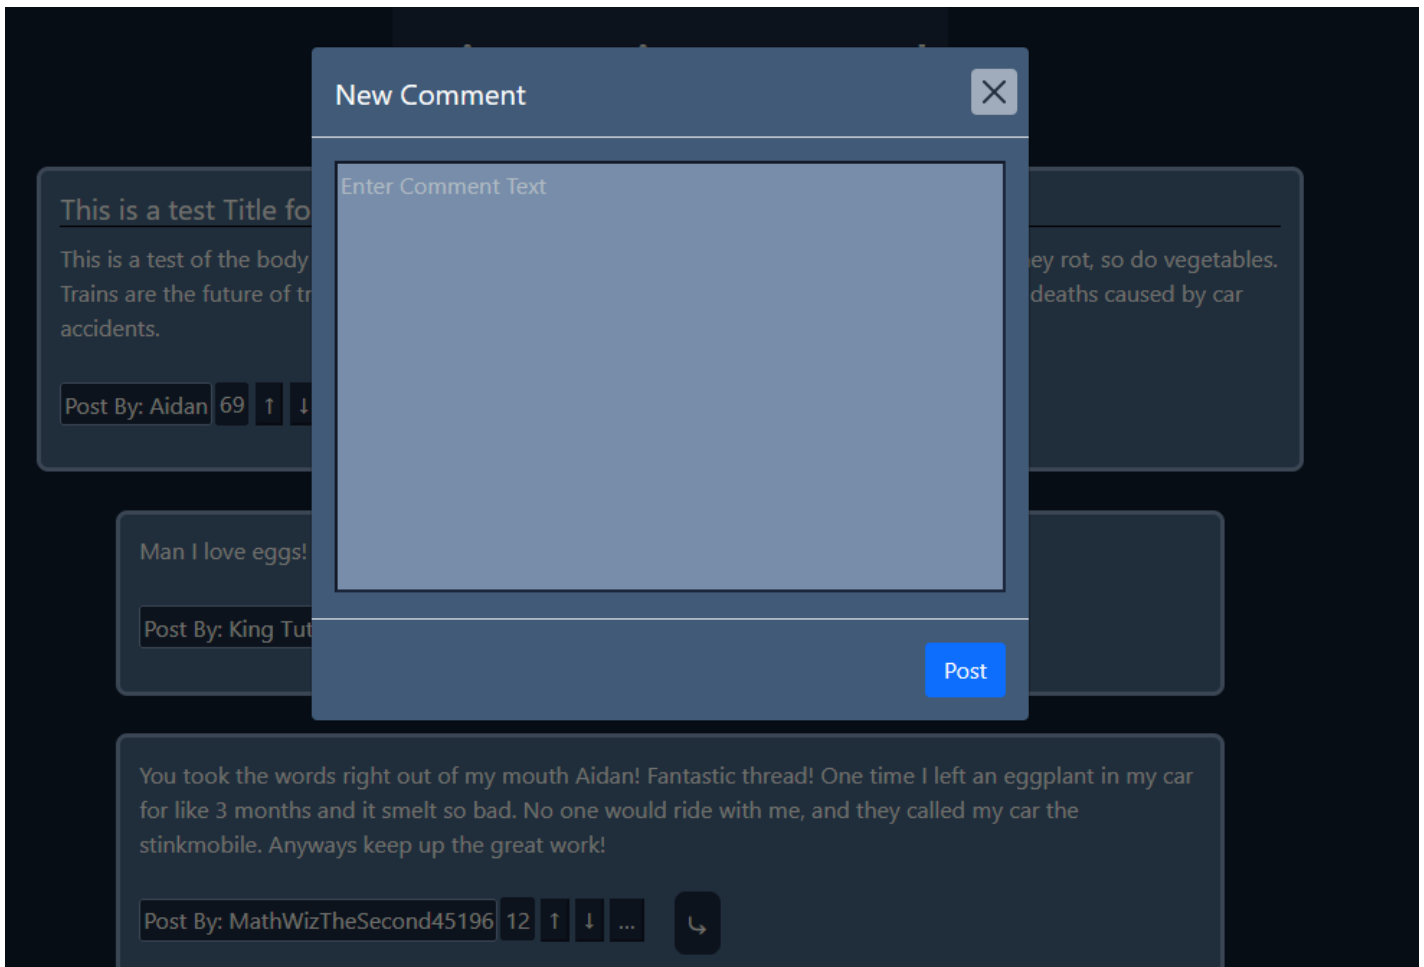 New Comment
Enter Comment Text
This is a test Title fo
This is a test of the body
ey rot, so do vegetables.
Trains are the future of tr
deaths caused by car
accidents.
Post By: Aidan 69 ↑ ↓
Man I love eggs!
Post By: King Tut
Post
You took the words right out of my mouth Aidan! Fantastic thread! One time I left an eggplant in my car
for like 3 months and it smelt so bad. No one would ride with me, and they called my car the
stinkmobile. Anyways keep up the great work!
Post By: MathWizTheSecond45196 12 ↑ ↓ ...